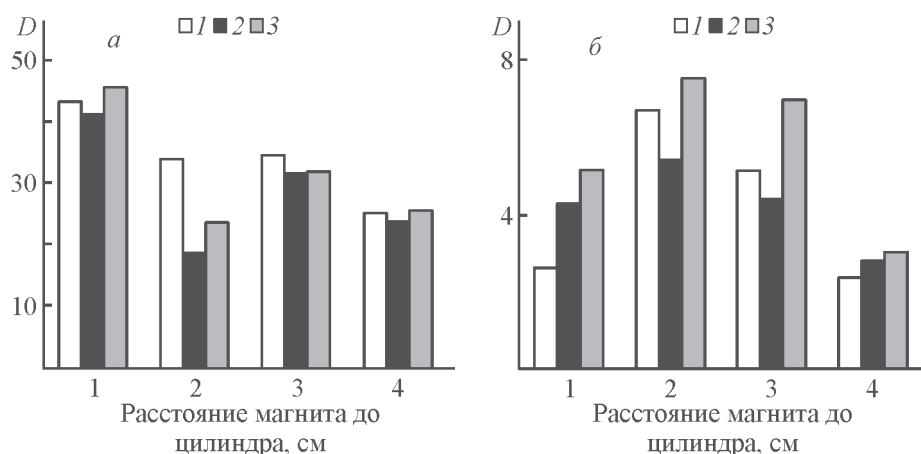 D
а
1 2 3
50
30
10
1 2 3 4
Расстояние магнита до
цилиндра, см
D
б
1 2 3
8
4
1 2 3 4
Расстояние магнита до
цилиндра, см